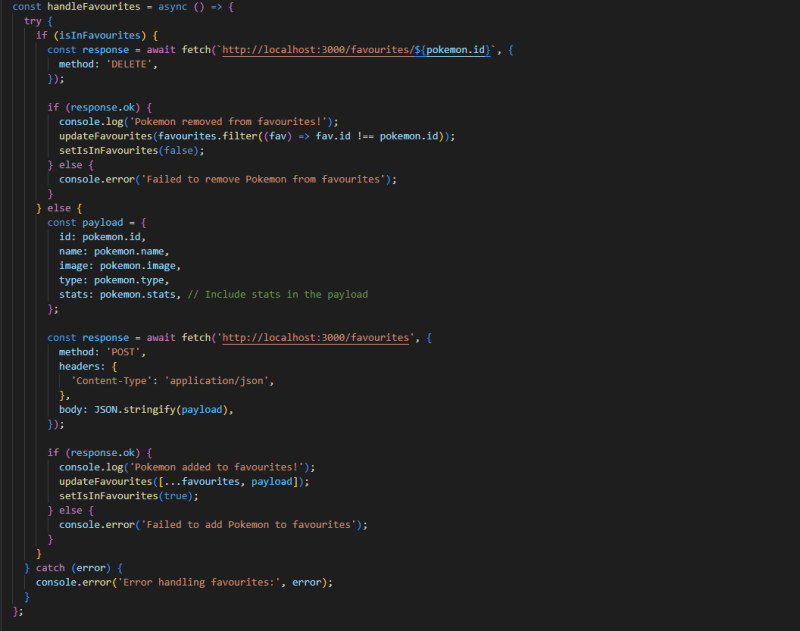 const handleFavourites = async () => {
  try {
    if (isInFavourites) {
      const response = await fetch(`http://localhost:3000/favourites/${pokemon.id}`, {
        method: 'DELETE',
      });

      if (response.ok) {
        console.log('Pokemon removed from favourites!');
        updateFavourites(favourites.filter((fav) => fav.id !== pokemon.id));
        setIsInFavourites(false);
      } else {
        console.error('Failed to remove Pokemon from favourites');
      }
    } else {
      const payload = {
        id: pokemon.id,
        name: pokemon.name,
        image: pokemon.image,
        type: pokemon.type,
        stats: pokemon.stats, // Include stats in the payload
      };

      const response = await fetch('http://localhost:3000/favourites', {
        method: 'POST',
        headers: {
          'Content-Type': 'application/json',
        },
        body: JSON.stringify(payload),
      });

      if (response.ok) {
        console.log('Pokemon added to favourites!');
        updateFavourites([...favourites, payload]);
        setIsInFavourites(true);
      } else {
        console.error('Failed to add Pokemon to favourites');
      }
    }
  } catch (error) {
    console.error('Error handling favourites:', error);
  }
};